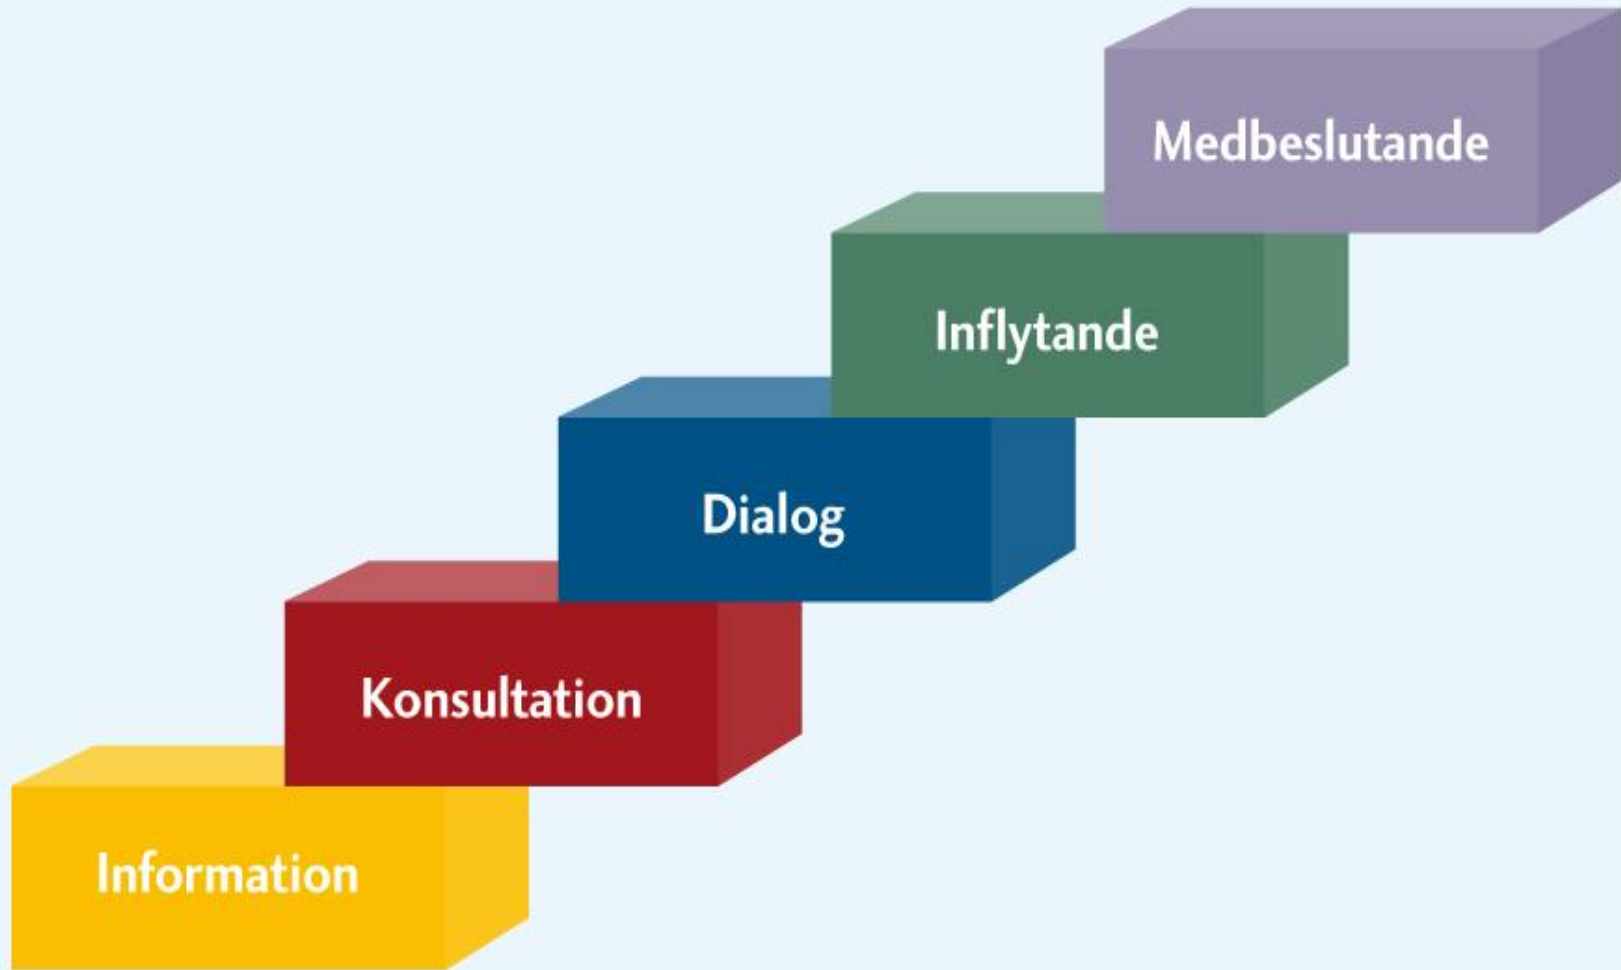 Medbeslutande
Inflytande
Dialog
Konsultation
Information